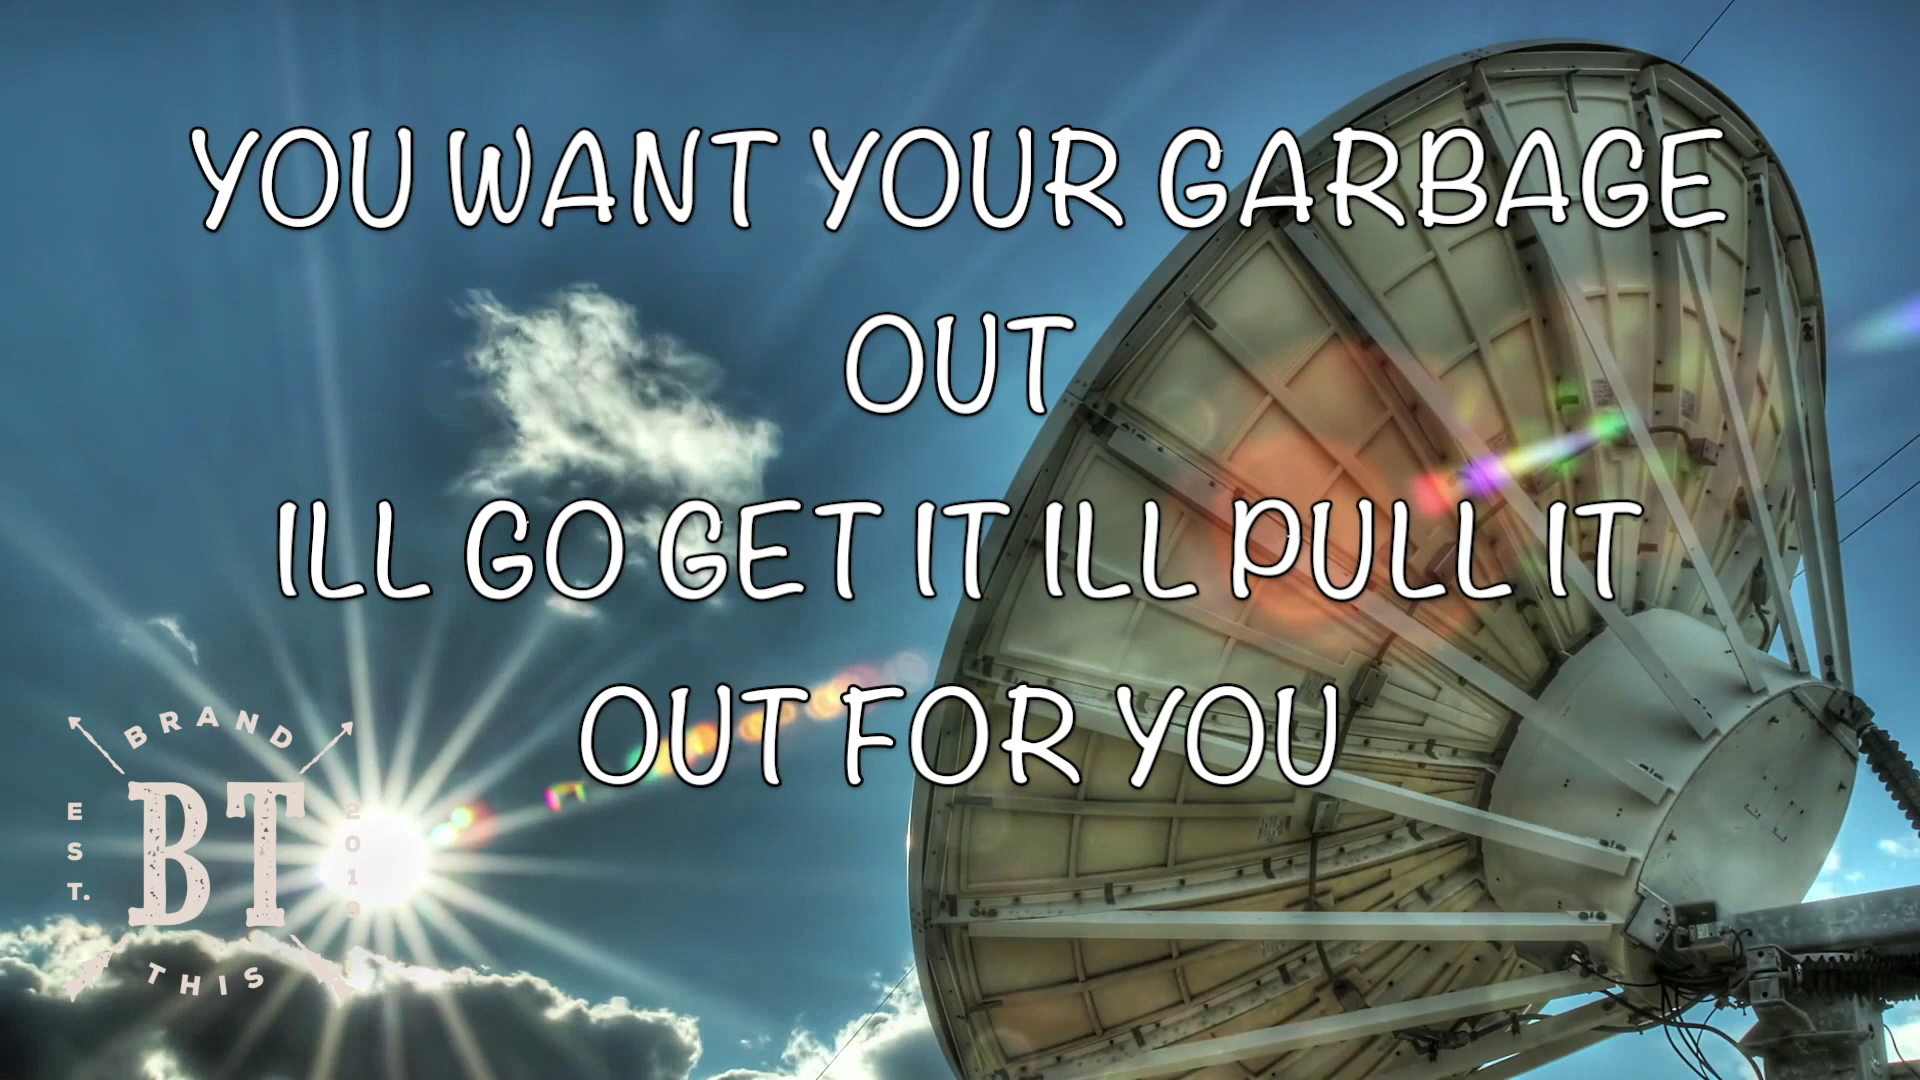 YOU WANT YOUR GARBAGE
OUT
ILL GO GET IT ILL PULL IT
OUT FOR YOU
BRAND
EST.
BT
2019
THIS